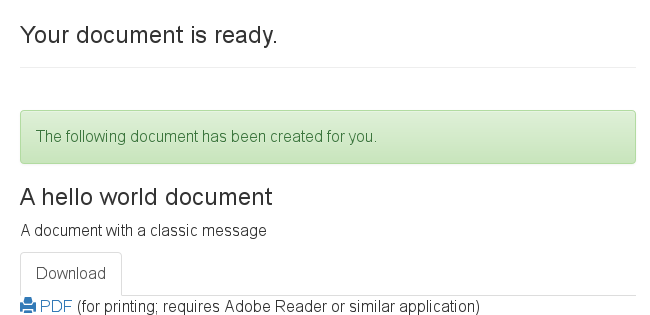 Your document is ready.
The following document has been created for you.
A hello world document
A document with a classic message
Download
PDF (for printing; requires Adobe Reader or similar application)